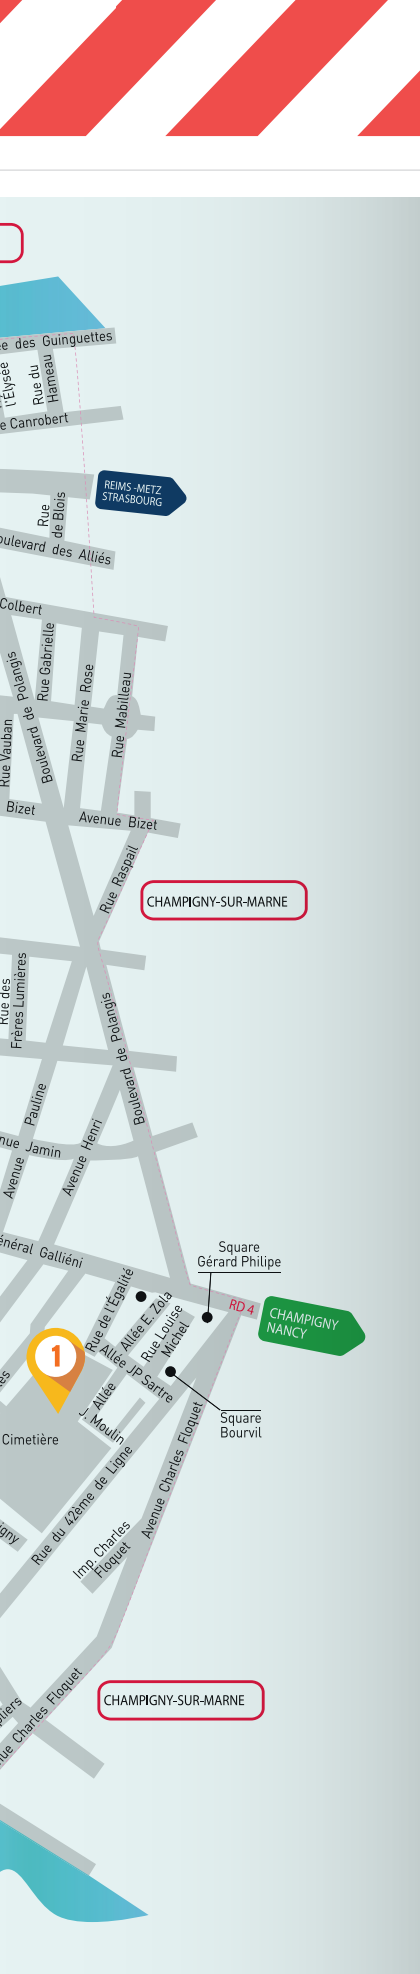 ée des Guinguettes
l'Elysée
Rue du
Hameau
e Canrobert
REIMS -METZ
STRASBOURG
Rue
de Blois
oulevard des Alliés
Colbert
Rue Gabrielle
Boulevard de Polangis
Rue Marie Rose
Rue Mabilleau
Rue Vauban
Bizet
Avenue Bizet
Rue Raspail
CHAMPIGNY-SUR-MARNE
Rue des
Frères Lumières
Boulevard de Polangis
Avenue Pauline
Avenue Henri
nue Jamin
Square
Gérard Philipe
énéral Galliéni
Rue de l'Égalité
Allée E. Zola
Rue Louise
Michel
RD 4
CHAMPIGNY
NANCY
1
Allée JP Sartre
Allée
J. Moulin
Square
Bourvil
Cimetière
Avenue Charles Floquet
Rue du 42ème de Ligne
igny
Imp. Charles
Floquet
CHAMPIGNY-SUR-MARNE
pliers
ue Charles Floquet